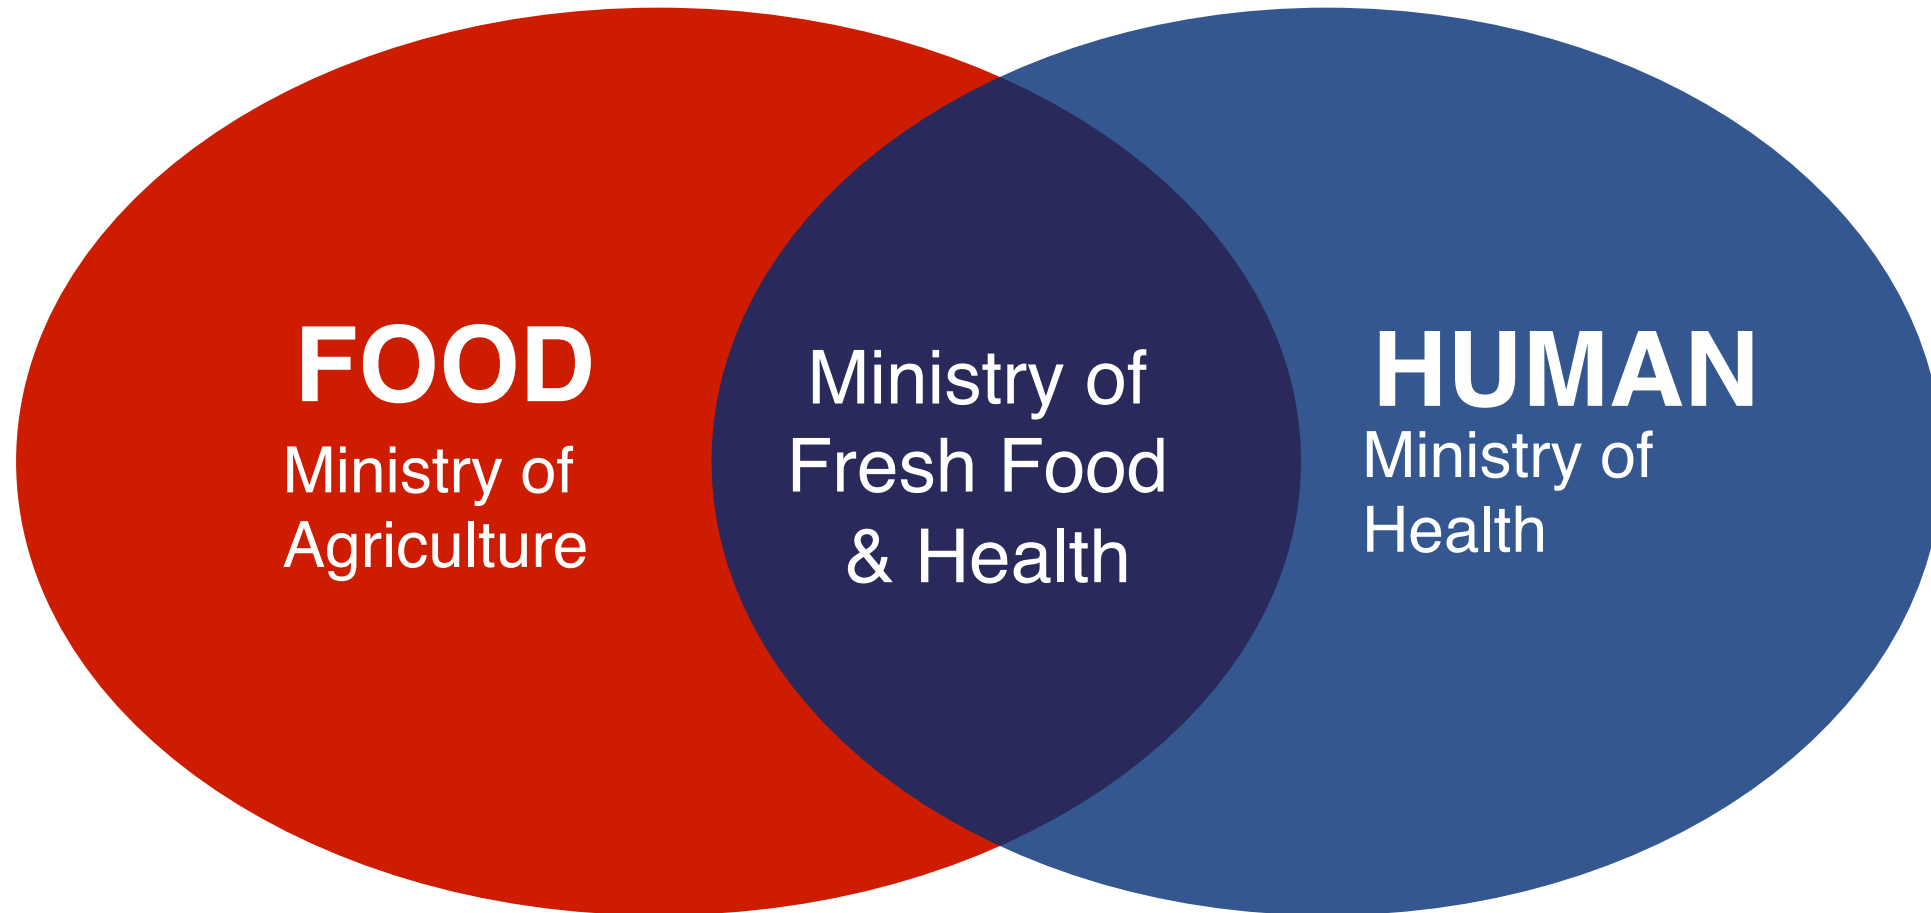 FOOD
Ministry of
Agriculture
Ministry of
Fresh Food
& Health
HUMAN
Ministry of
Health